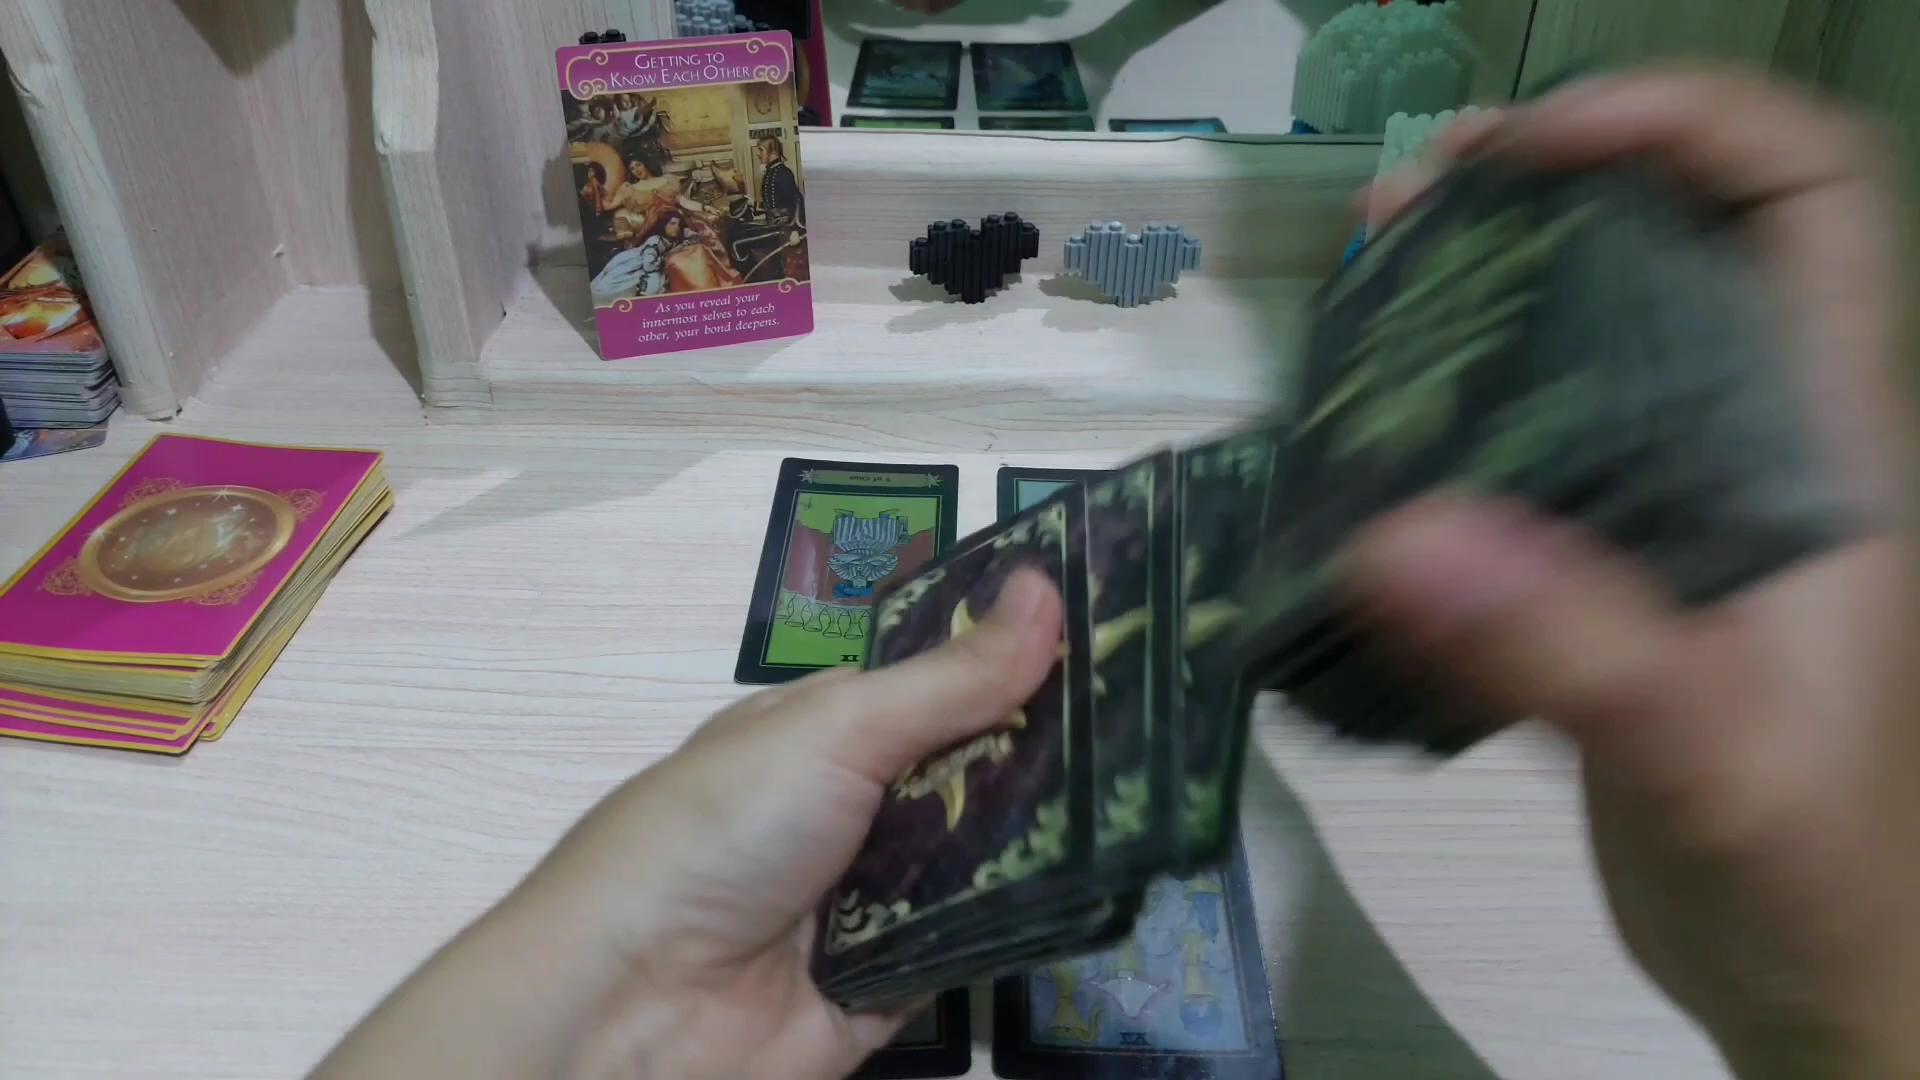 GETTING TO
KNOW EACH OTHER
As you reveal your
innermost selves to each
other, your bond deepens.